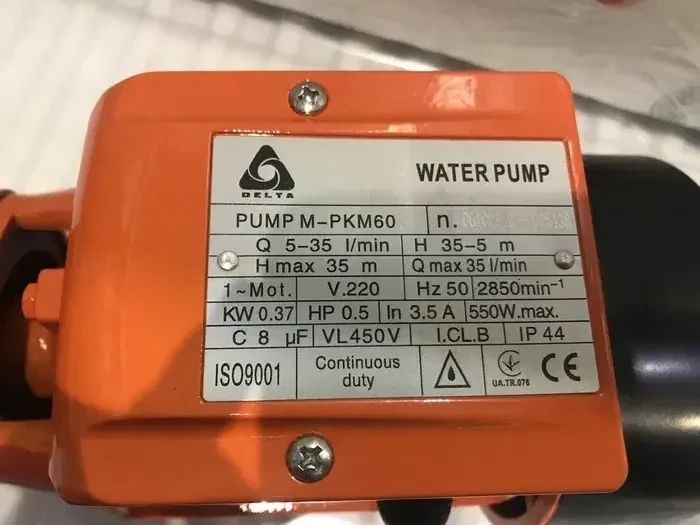 DELTA
WATER PUMP
PUMP M-PKM60 n.
Q 5-35 l/min H 35-5 m
H max 35 m Q max 35 l/min
1~Mot. V.220 Hz 50 2850min⁻¹
KW 0.37 HP 0.5 In 3.5 A 550W.max.
C 8 µF VL450V I.CL.B IP 44
ISO9001 Continuous duty UA.TR.076 CE